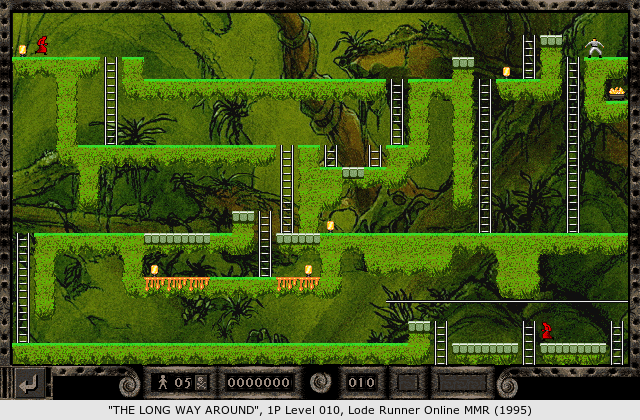 05 0000000 010
"THE LONG WAY AROUND", 1P Level 010, Lode Runner Online MMR (1995)